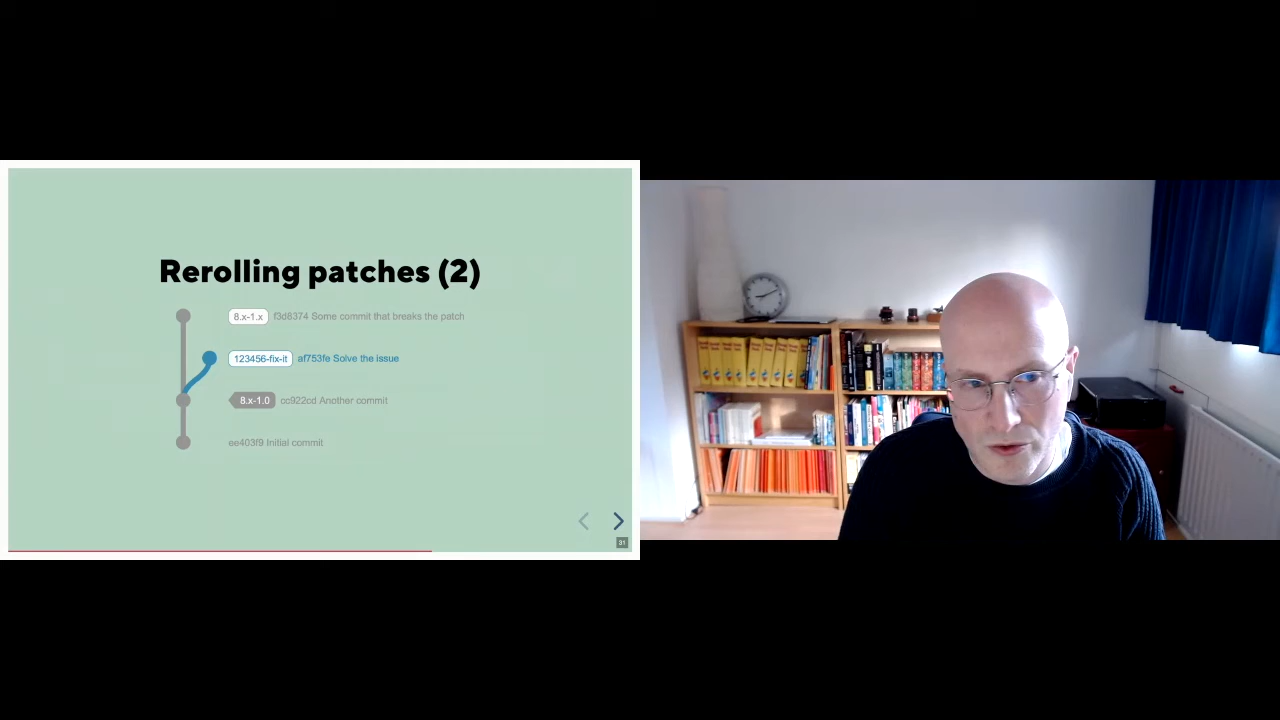 Rerolling patches (2)
8.x-1.x f3d8374 Some commit that breaks the patch
123456-fix-it af753fe Solve the issue
8.x-1.0 cc922cd Another commit
ee403f9 Initial commit
31